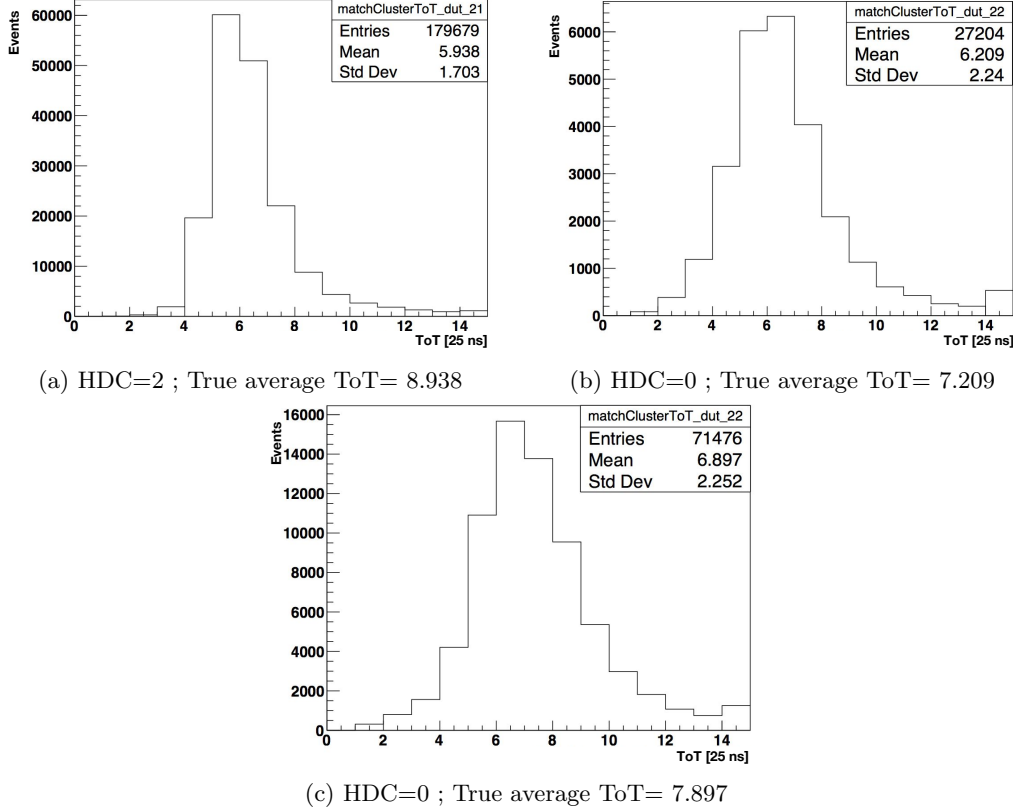 matchClusterToT_dut_21
Entries 179679
Mean 5.938
Std Dev 1.703
Events
60000
50000
40000
30000
20000
10000
0
0 2 4 6 8 10 12 14
ToT [25 ns]
(a) HDC=2 ; True average ToT= 8.938
matchClusterToT_dut_22
Entries 27204
Mean 6.209
Std Dev 2.24
Events
6000
5000
4000
3000
2000
1000
0
0 2 4 6 8 10 12 14
ToT [25 ns]
(b) HDC=0 ; True average ToT= 7.209
matchClusterToT_dut_22
Entries 71476
Mean 6.897
Std Dev 2.252
Events
16000
14000
12000
10000
8000
6000
4000
2000
0
0 2 4 6 8 10 12 14
ToT [25 ns]
(c) HDC=0 ; True average ToT= 7.897